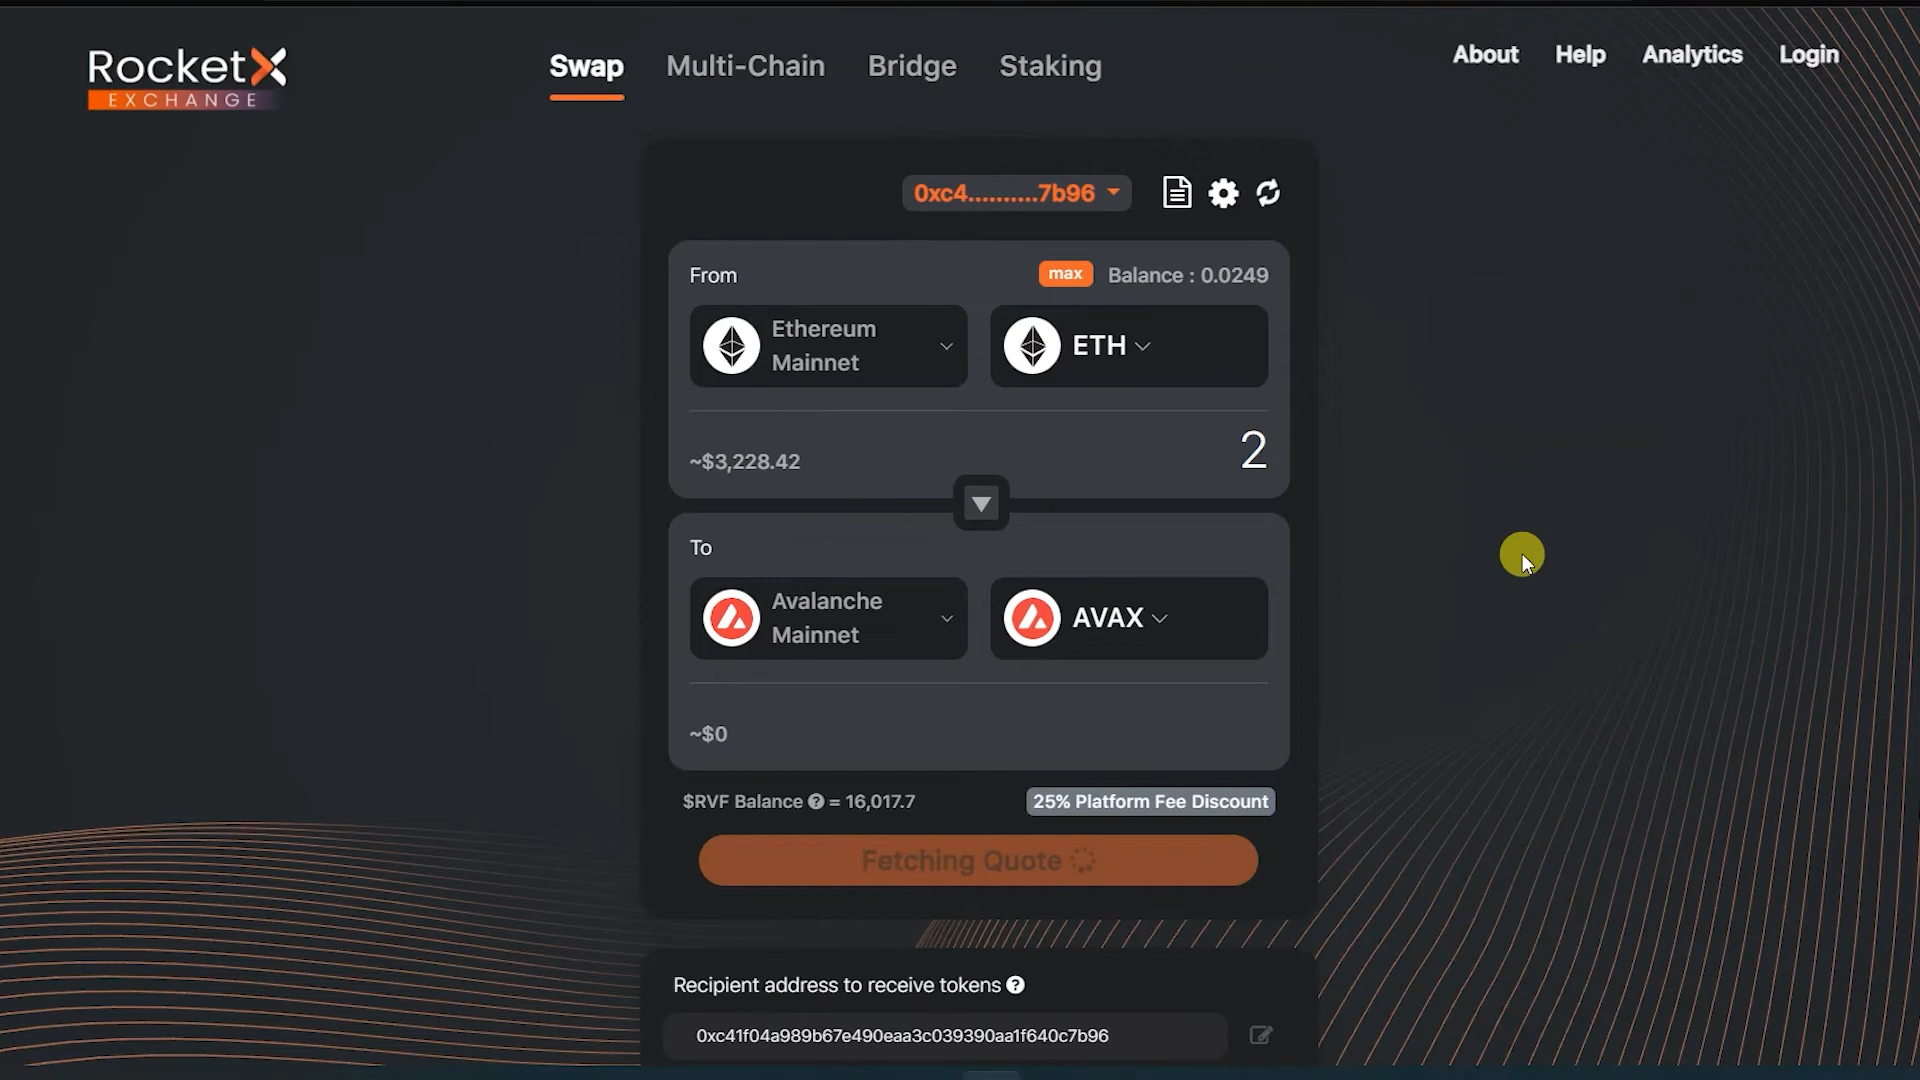 RocketX
EXCHANGE
Swap
Multi-Chain
Bridge
Staking
About
Help
Analytics
Login
0xc4..........7b96
From
max
Balance : 0.0249
Ethereum
Mainnet
ETH
~$3,228.42
2
To
Avalanche
Mainnet
AVAX
~$0
$RVF Balance ? = 16,017.7
25% Platform Fee Discount
Fetching Quote
Recipient address to receive tokens ?
0xc41f04a989b67e490eaa3c039390aa1f640c7b96